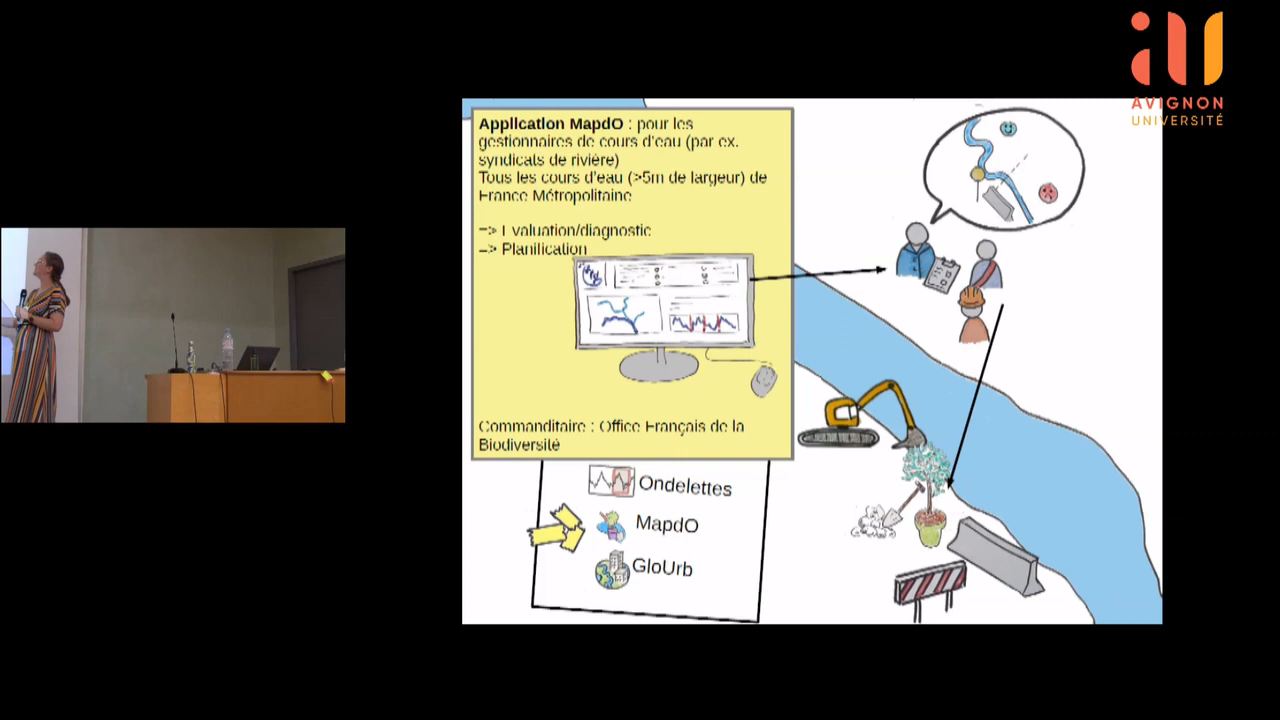 AVIGNON
UNIVERSITÉ
Application MapdO : pour les
gestionnaires de cours d'eau (par ex.
syndicats de rivière)
Tous les cours d'eau (>5m de largeur) de
France Métropolitaine
=> Evaluation/diagnostic
=> Planification
Commanditaire : Office Français de la
Biodiversité
Ondelettes
MapdO
GloUrb